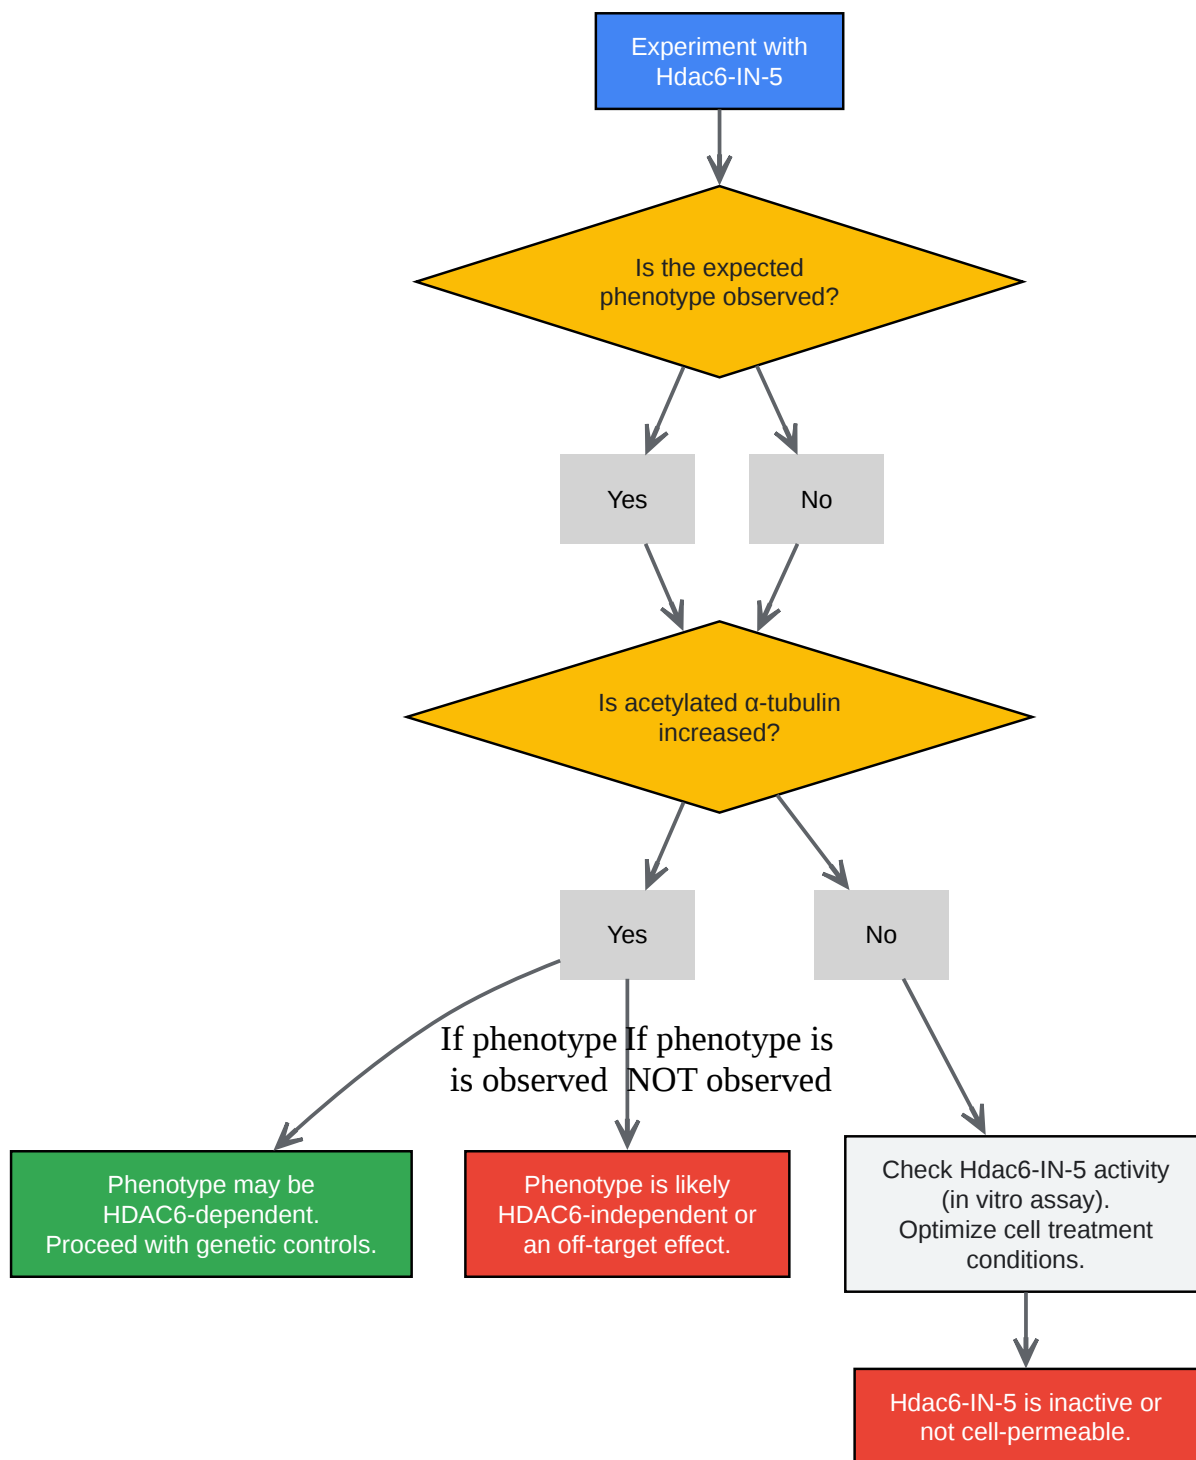 Experiment with
Hdac6-IN-5
Is the expected
phenotype observed?
Yes
No
Is acetylated α-tubulin
increased?
Yes
No
If phenotype
is observed
If phenotype is
NOT observed
Phenotype may be
HDAC6-dependent.
Proceed with genetic controls.
Phenotype is likely
HDAC6-independent or
an off-target effect.
Check Hdac6-IN-5 activity
(in vitro assay).
Optimize cell treatment
conditions.
Hdac6-IN-5 is inactive or
not cell-permeable.